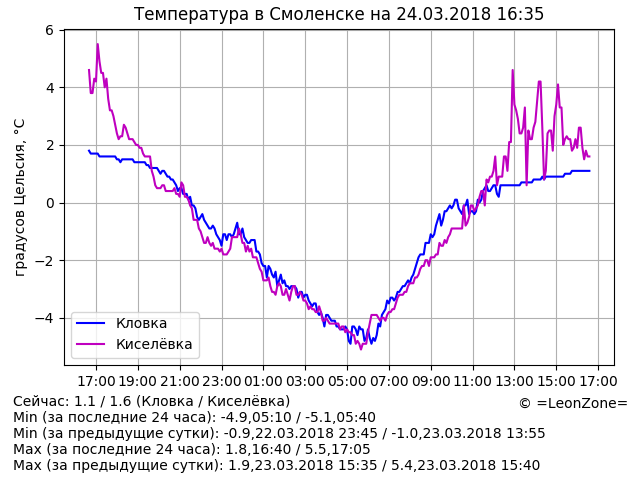 Температура в Смоленске на 24.03.2018 16:35
градусов Цельсия, °C
6
4
2
0
−2
−4
Кловка
Киселёвка
17:00 19:00 21:00 23:00 01:00 03:00 05:00 07:00 09:00 11:00 13:00 15:00 17:00
Сейчас: 1.1 / 1.6 (Кловка / Киселёвка)
© =LeonZone=
Min (за последние 24 часа): -4.9,05:10 / -5.1,05:40
Min (за предыдущие сутки): -0.9,22.03.2018 23:45 / -1.0,23.03.2018 13:55
Max (за последние 24 часа): 1.8,16:40 / 5.5,17:05
Max (за предыдущие сутки): 1.9,23.03.2018 15:35 / 5.4,23.03.2018 15:40